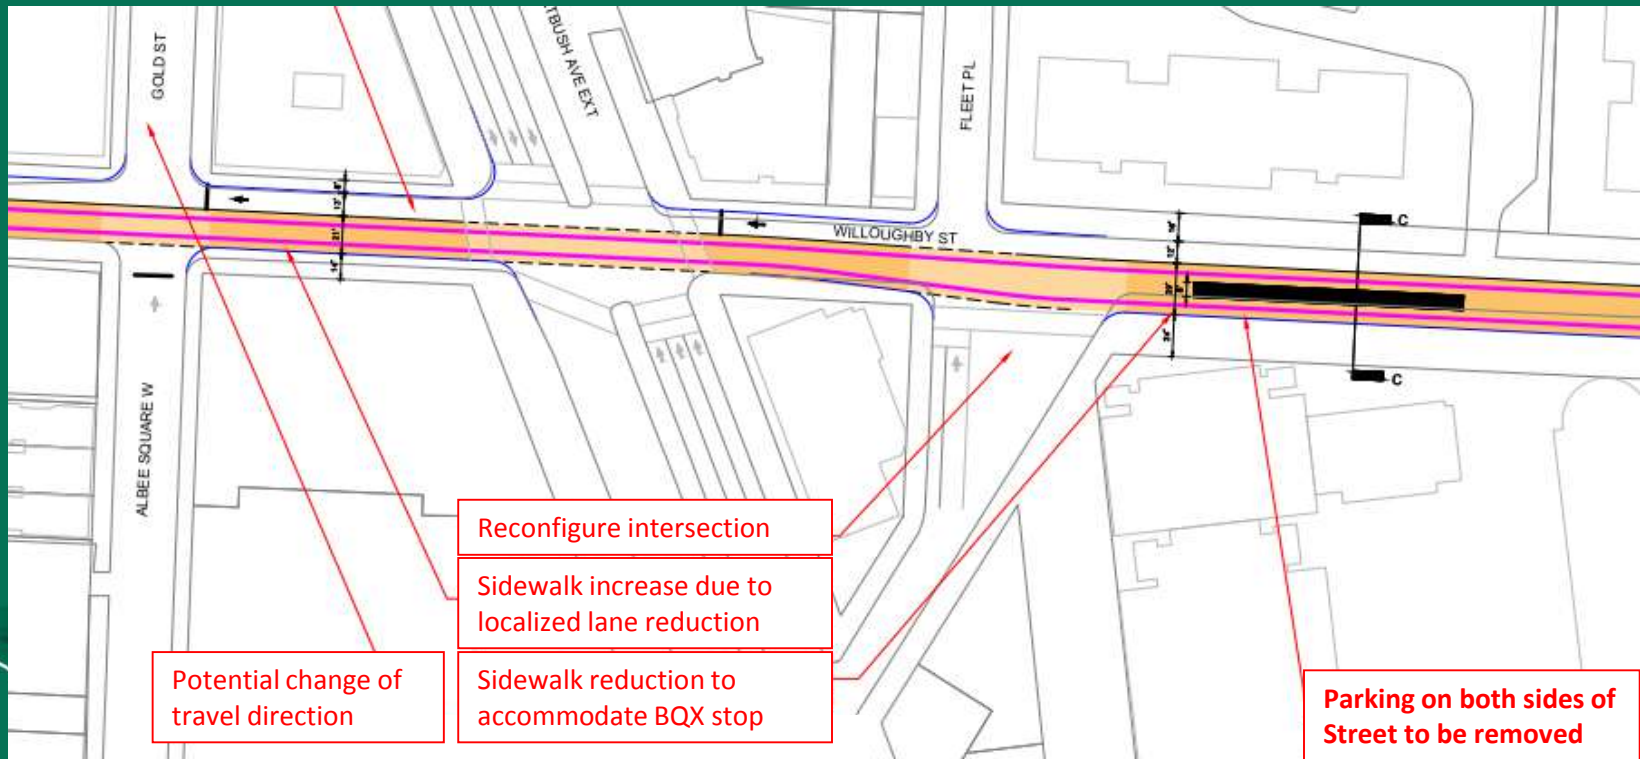 GOLD ST
TBUSH AVE EXT
FLEET PL
WILLOUGHBY ST
C
C
ALBEE SQUARE W
Reconfigure intersection
Sidewalk increase due to
localized lane reduction
Potential change of
travel direction
Sidewalk reduction to
accommodate BQX stop
Parking on both sides of
Street to be removed